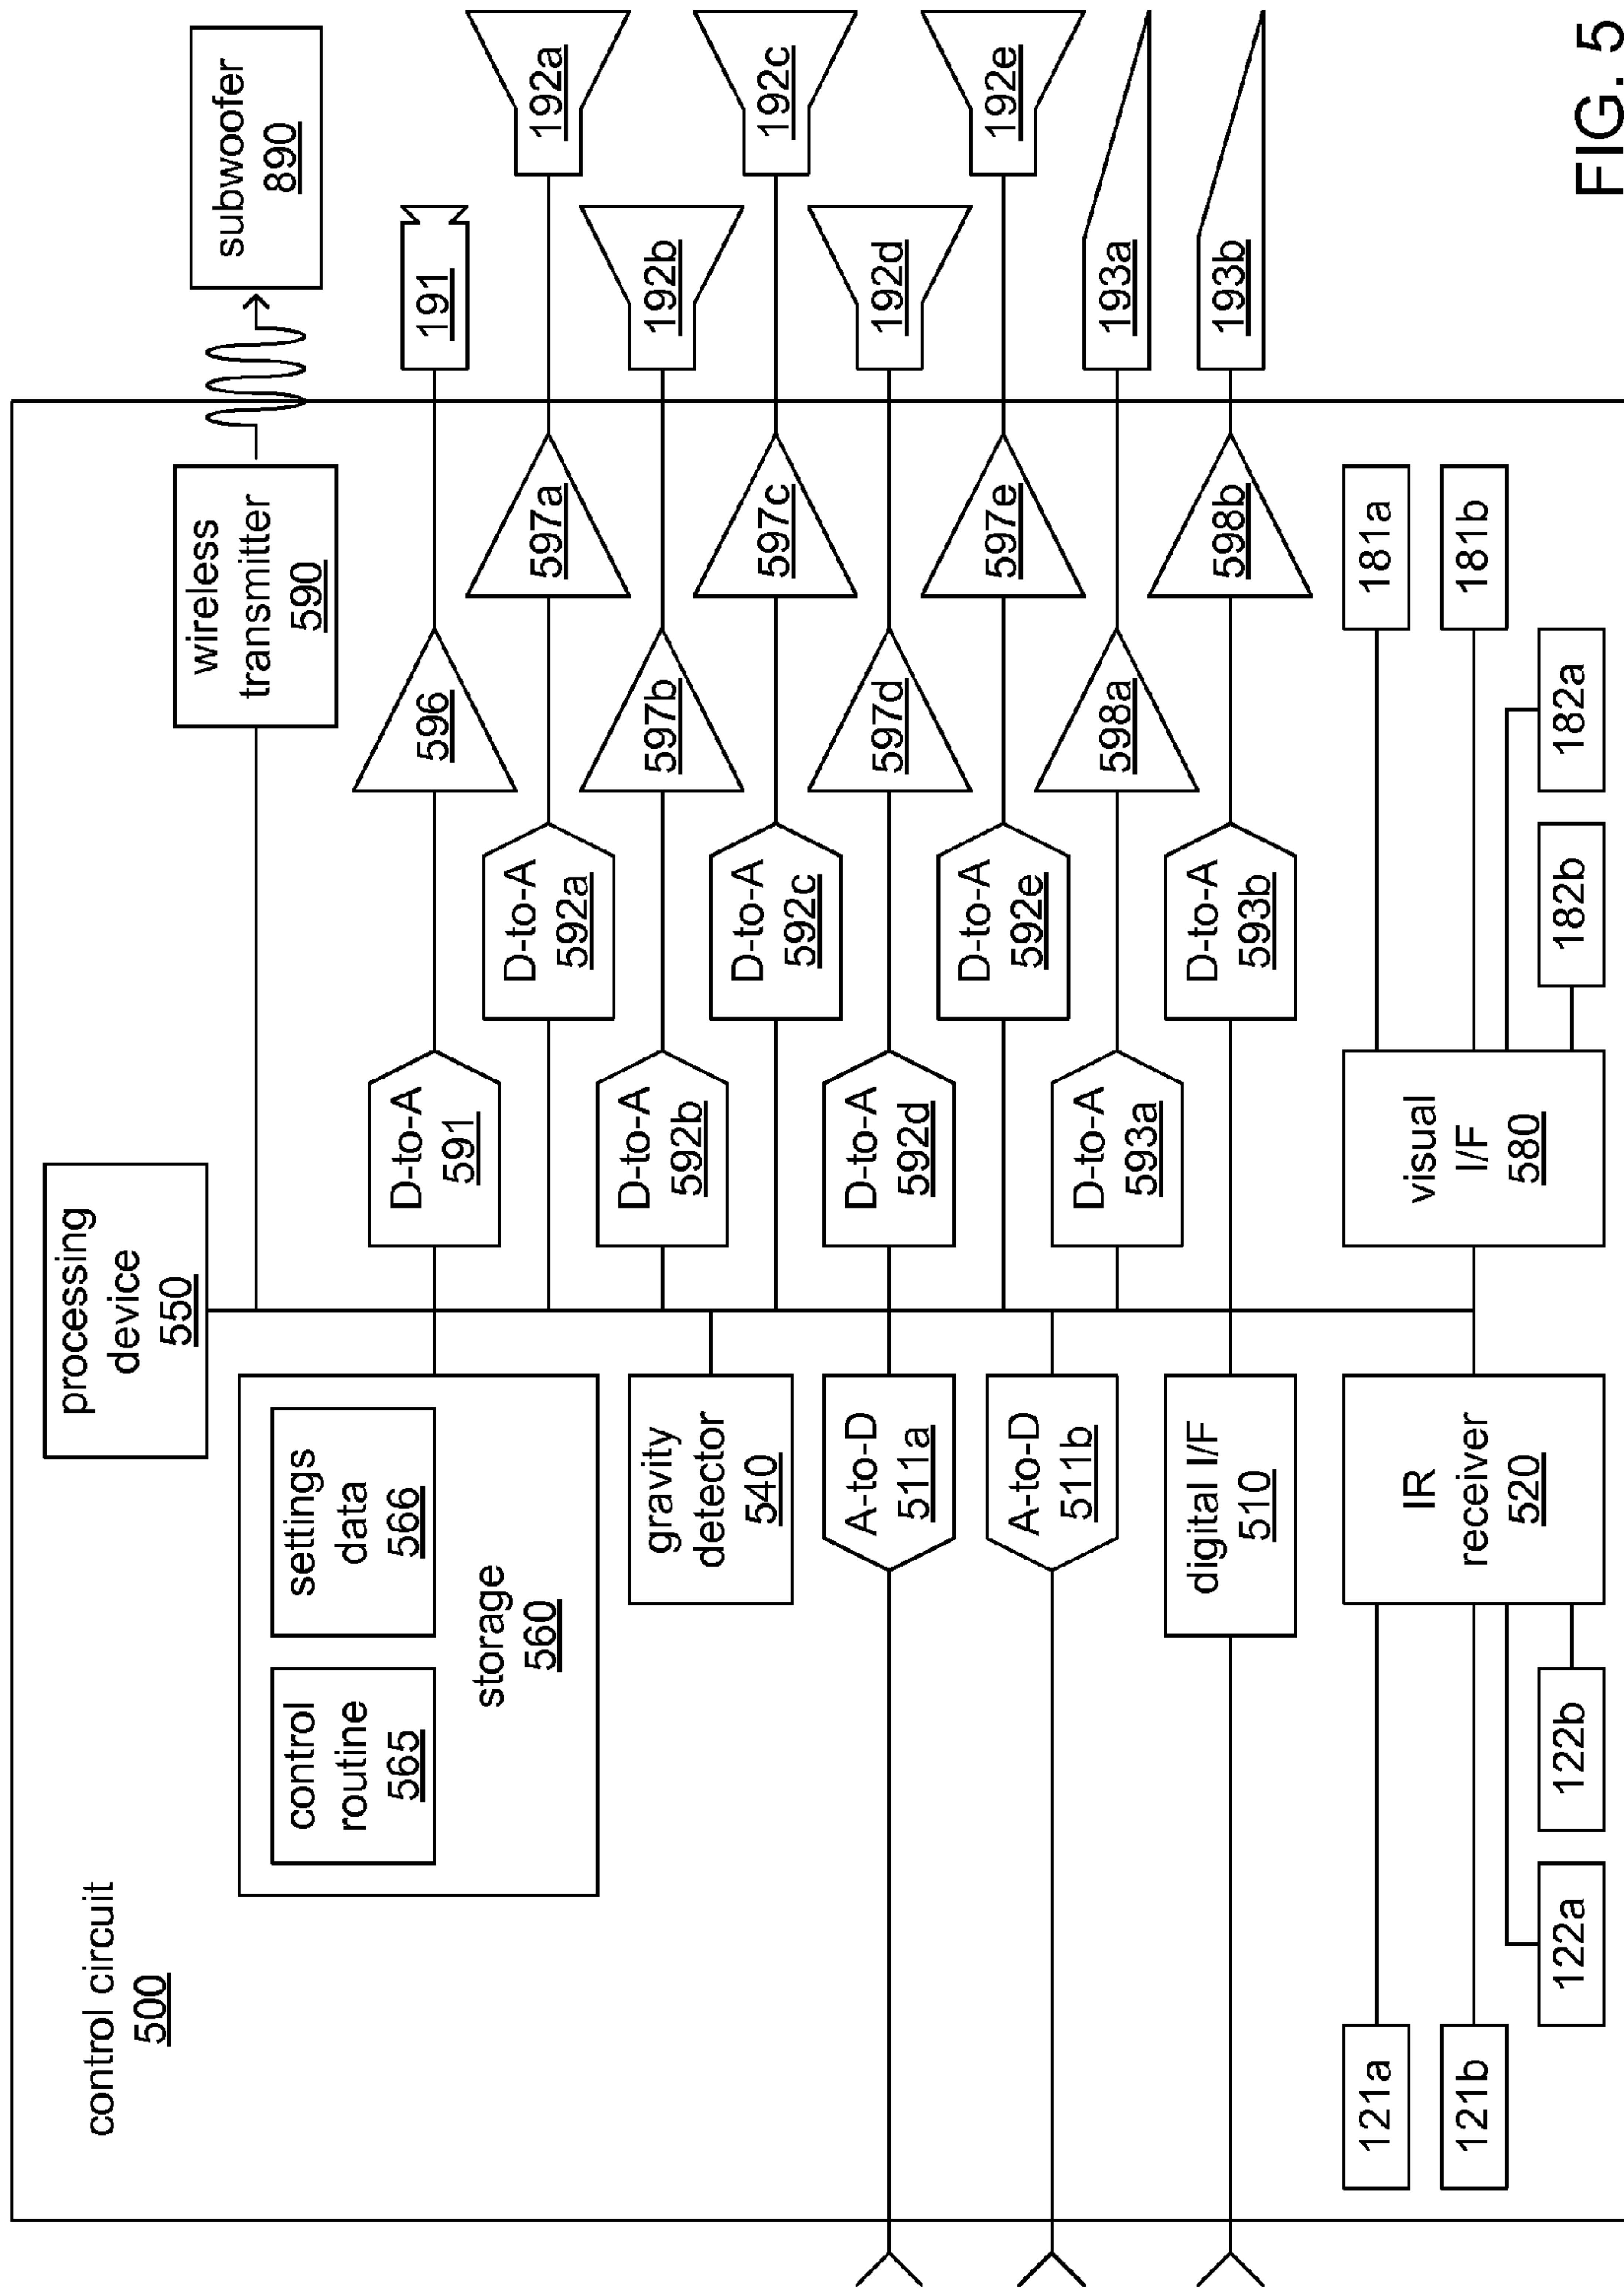 control circuit
500
processing
device
550
wireless
transmitter
590
subwoofer
890
control
routine
565
settings
data
566
storage
560
D-to-A
591
596
191
D-to-A
592a
597a
192a
gravity
detector
540
D-to-A
592b
597b
192b
D-to-A
592c
597c
192c
A-to-D
511a
D-to-A
592d
597d
192d
D-to-A
592e
597e
192e
A-to-D
511b
D-to-A
593a
598a
193a
digital I/F
510
D-to-A
593b
598b
193b
121a
121b
122a
122b
IR
receiver
520
visual
I/F
580
181a
181b
182b
182a
FIG. 5